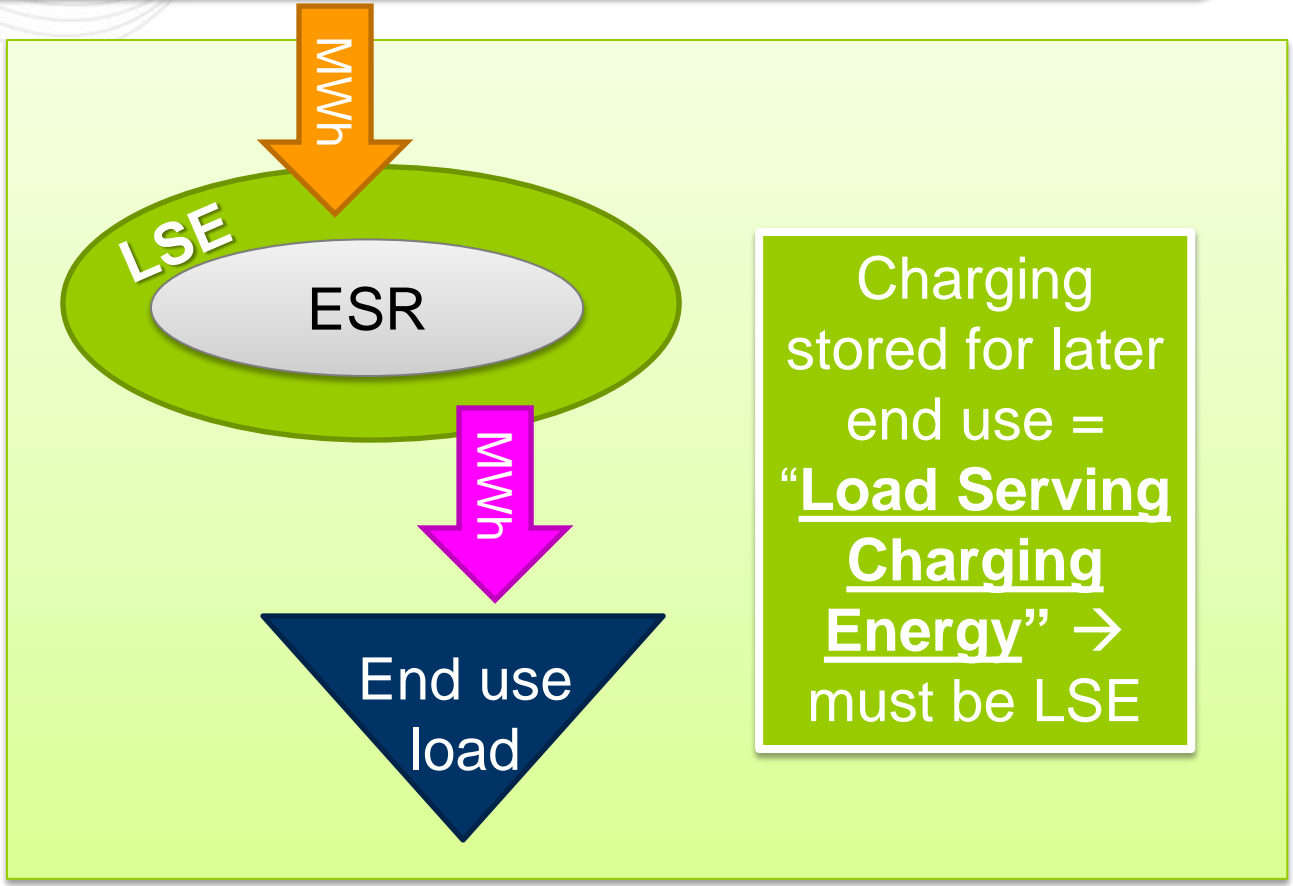 MWh
LSE
ESR
MWh
End use
load
Charging
stored for later
end use =
“Load Serving
Charging
Energy” →
must be LSE